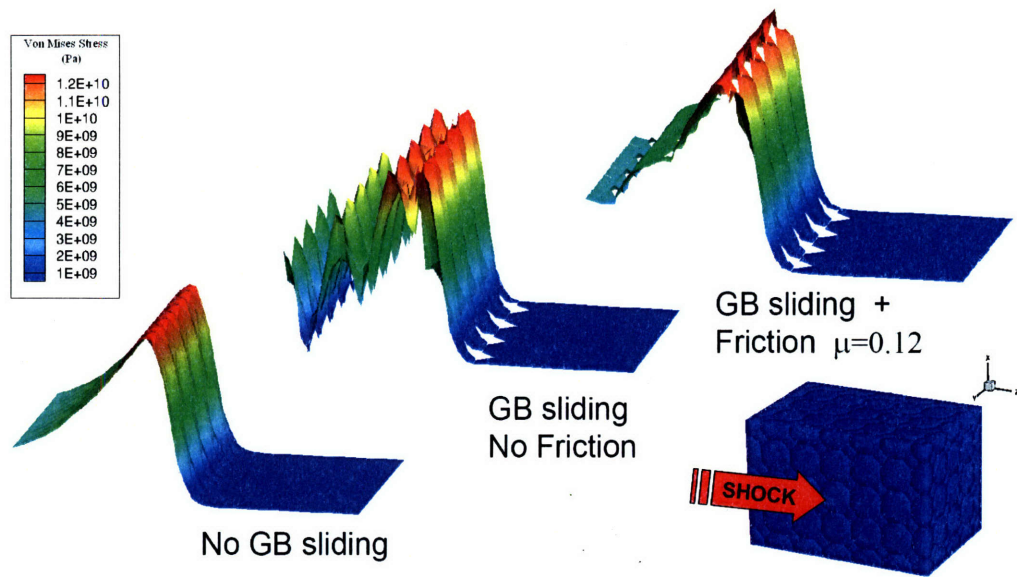 Von Mises Stress
(Pa)
1.2E+10
1.1E+10
1E+10
9E+09
8E+09
7E+09
6E+09
5E+09
4E+09
3E+09
2E+09
1E+09
No GB sliding
GB sliding
No Friction
GB sliding +
Friction μ=0.12
X
Y
Z
SHOCK